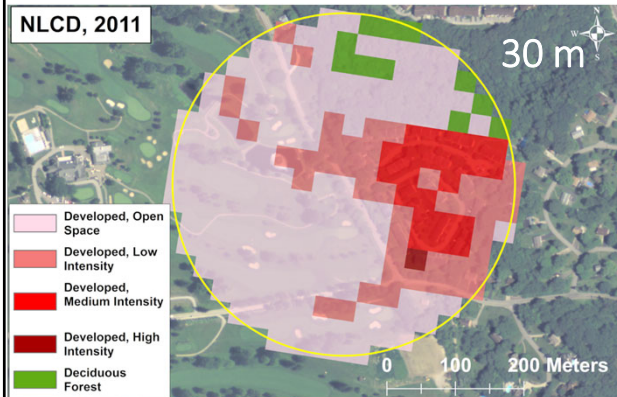 NLCD, 2011
30 m
N
W
E
S
Developed, Open
Space
Developed, Low
Intensity
Developed,
Medium Intensity
Developed, High
Intensity
Deciduous
Forest
0 100 200 Meters